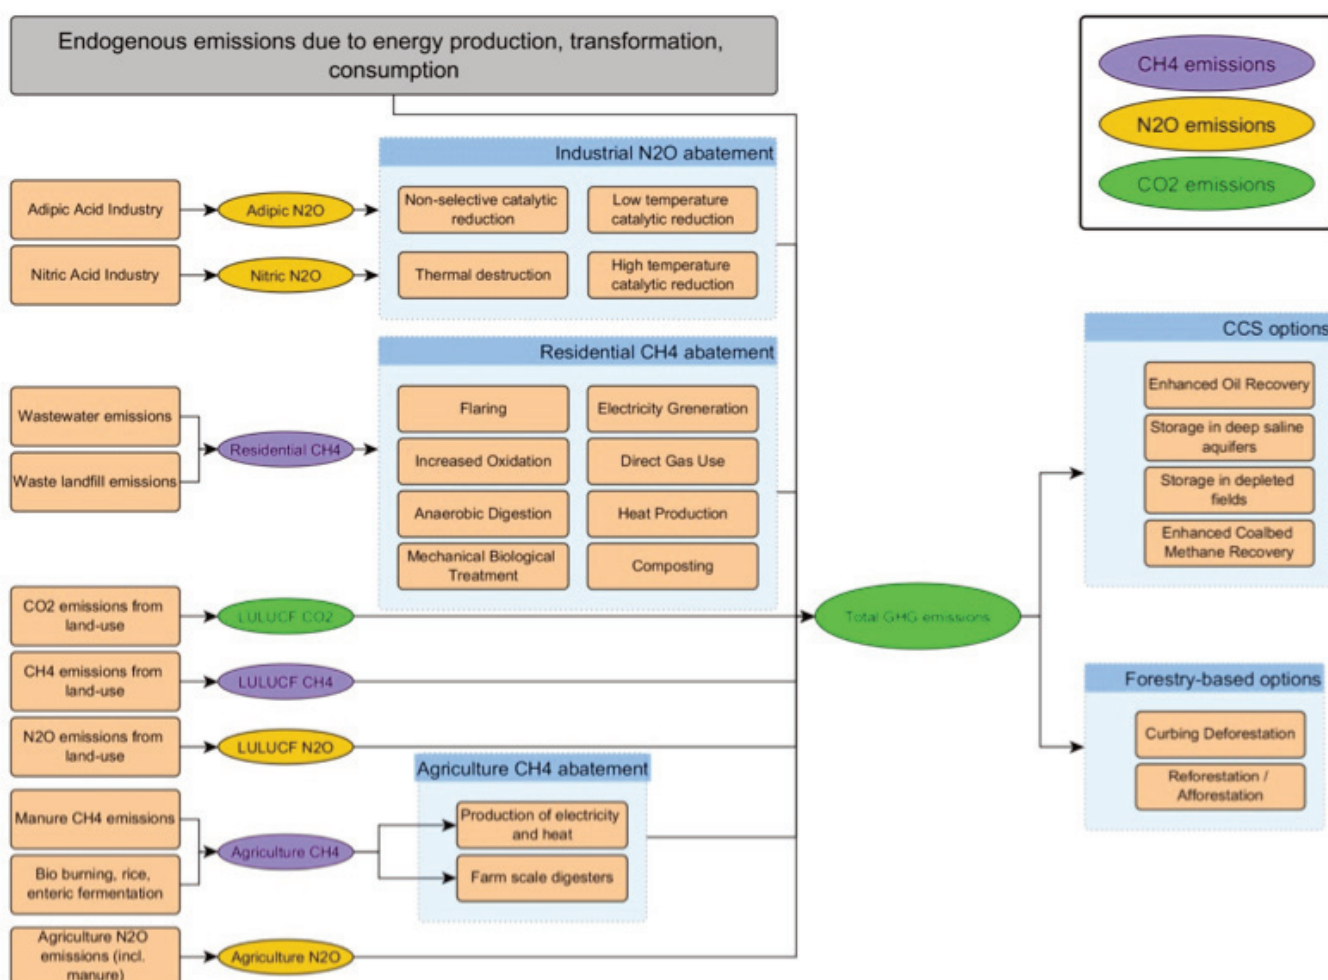 Endogenous emissions due to energy production, transformation,
consumption
CH4 emissions
N2O emissions
CO2 emissions
Industrial N2O abatement
Adipic Acid Industry
Adipic N2O
Non-selective catalytic
reduction
Low temperature
catalytic reduction
Nitric Acid Industry
Nitric N2O
Thermal destruction
High temperature
catalytic reduction
Residential CH4 abatement
Wastewater emissions
Waste landfill emissions
Residential CH4
Flaring
Electricity Greneration
Increased Oxidation
Direct Gas Use
Anaerobic Digestion
Heat Production
Mechanical Biological
Treatment
Composting
CO2 emissions from
land-use
LULUCF CO2
CH4 emissions from
land-use
LULUCF CH4
N2O emissions from
land-use
LULUCF N2O
Agriculture CH4 abatement
Manure CH4 emissions
Bio burning, rice,
enteric fermentation
Agriculture CH4
Production of electricity
and heat
Farm scale digesters
Agriculture N2O
emissions (incl.
manure)
Agriculture N2O
Total GHG emissions
CCS options
Enhanced Oil Recovery
Storage in deep saline
aquifers
Storage in depleted
fields
Enhanced Coalbed
Methane Recovery
Forestry-based options
Curbing Deforestation
Reforestation /
Afforestation